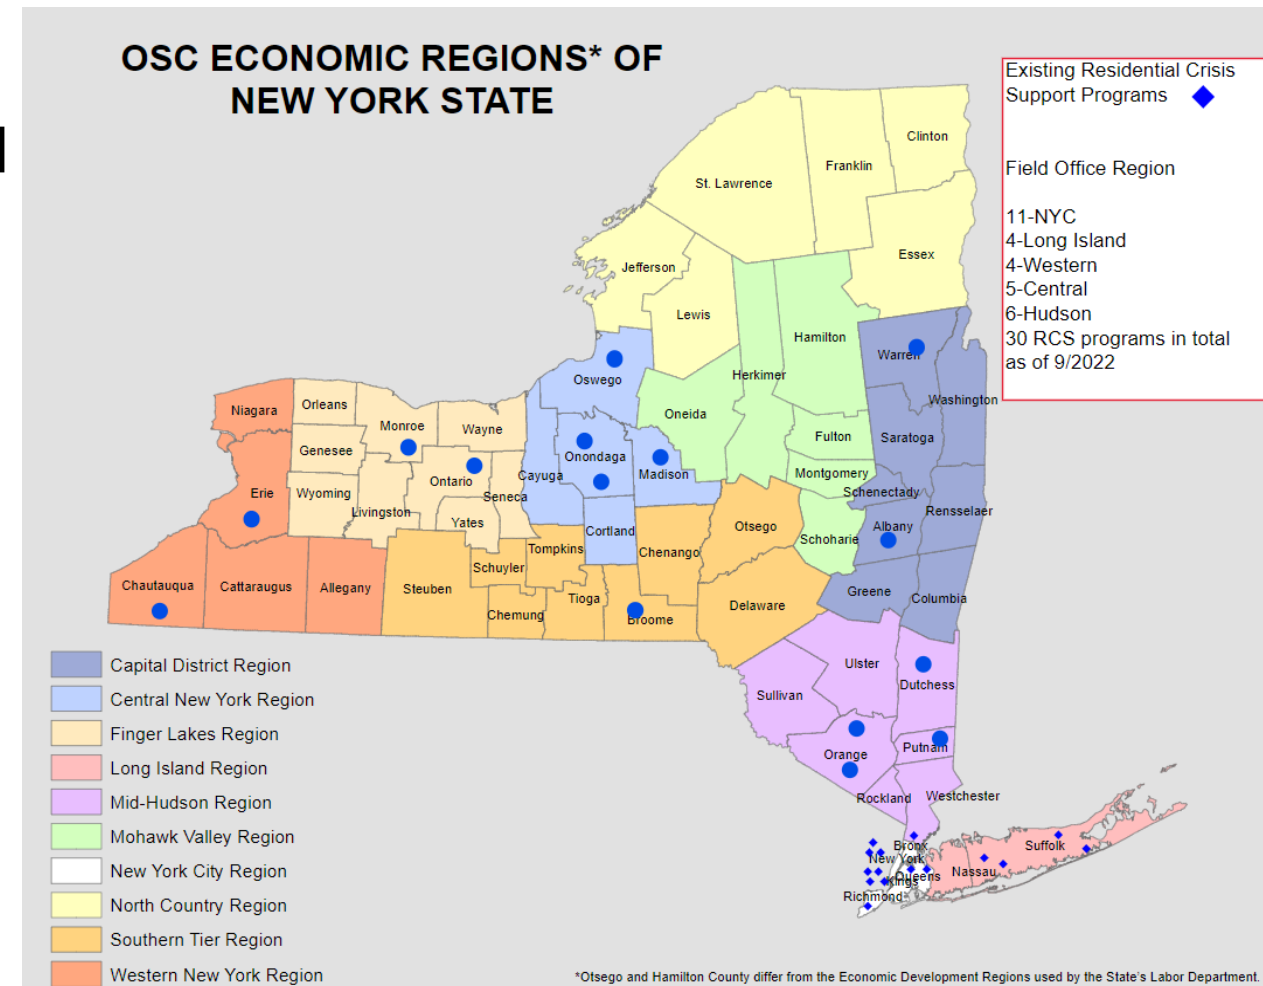 OSC ECONOMIC REGIONS* OF
NEW YORK STATE
Existing Residential Crisis
Support Programs
Field Office Region
11-NYC
4-Long Island
4-Western
5-Central
6-Hudson
30 RCS programs in total
as of 9/2022
Clinton
Franklin
St. Lawrence
Essex
Jefferson
Lewis
Hamilton
Warren
Herkimer
Oswego
Washington
Oneida
Niagara
Orleans
Monroe
Wayne
Fulton
Saratoga
Genesee
Onondaga
Madison
Montgomery
Ontario
Cayuga
Schenectady
Erie
Wyoming
Seneca
Livingston
Yates
Rensselaer
Albany
Otsego
Cortland
Schoharie
Tompkins
Chenango
Schuyler
Chautauqua
Cattaraugus
Allegany
Steuben
Greene
Columbia
Tioga
Delaware
Chemung
Broome
Ulster
Dutchess
Sullivan
Putnam
Orange
Rockland
Westchester
Bronx
New York
Suffolk
Queens
Nassau
Kings
Richmond
Capital District Region
Central New York Region
Finger Lakes Region
Long Island Region
Mid-Hudson Region
Mohawk Valley Region
New York City Region
North Country Region
Southern Tier Region
Western New York Region
*Otsego and Hamilton County differ from the Economic Development Regions used by the State's Labor Department.